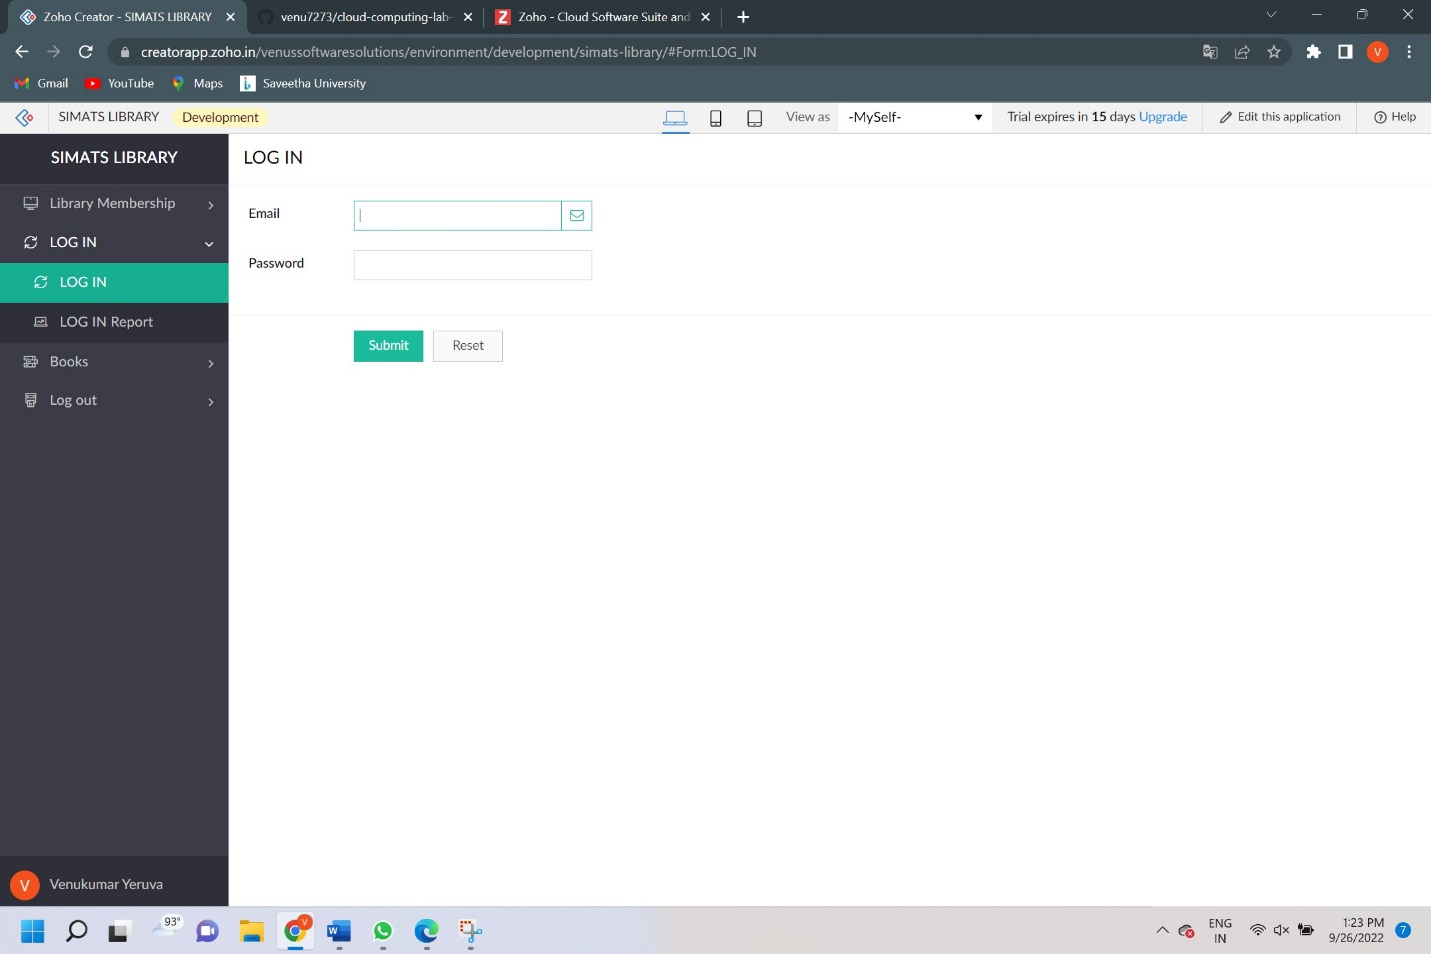 Zoho Creator - SIMATS LIBRARY
venu7273/cloud-computing-lab-
Z Zoho - Cloud Software Suite and
creatorapp.zoho.in/venussoftwaresolutions/environment/development/simats-library/#Form:LOG_IN
V
Gmail YouTube Maps Saveetha University
SIMATS LIBRARY Development View as -MySelf- Trial expires in 15 days Upgrade Edit this application Help
SIMATS LIBRARY
Library Membership
LOG IN
LOG IN
LOG IN Report
Books
Log out
V Venukumar Yeruva
LOG IN
Email
Password
Submit Reset
93°
V
W
ENG
IN
1:23 PM
9/26/2022
7